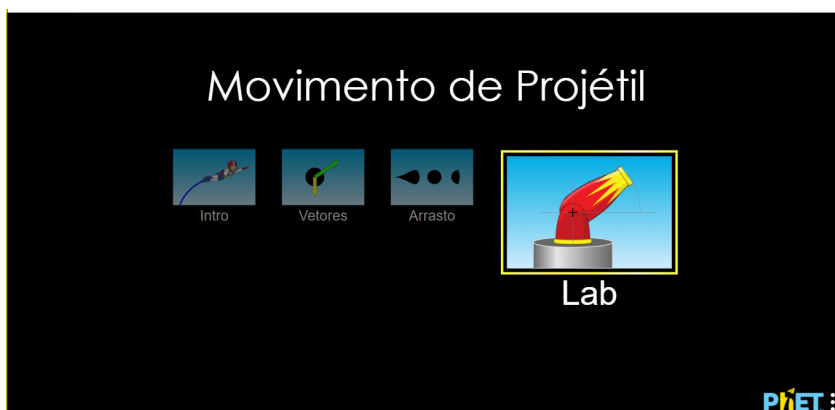 Movimento de Projétil
Intro
Vetores
Arrasto
Lab
PhET